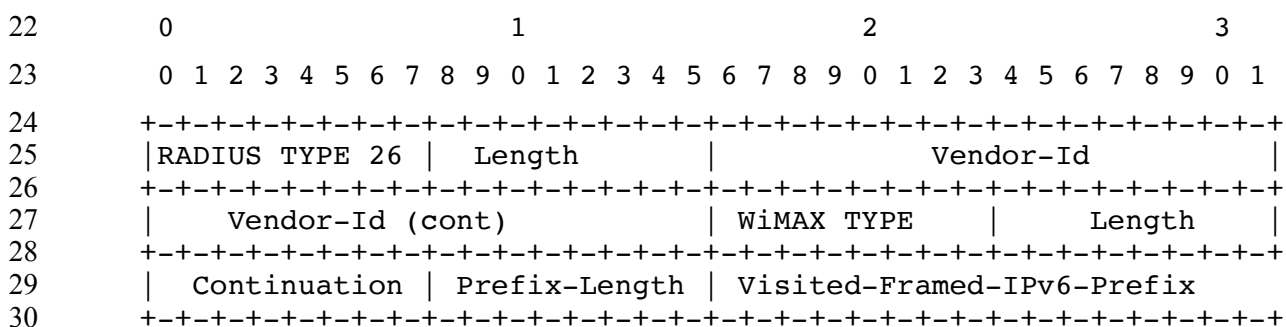 22 0 1 2 3
23 0 1 2 3 4 5 6 7 8 9 0 1 2 3 4 5 6 7 8 9 0 1 2 3 4 5 6 7 8 9 0 1
24 +-+-+-+-+-+-+-+-+-+-+-+-+-+-+-+-+-+-+-+-+-+-+-+-+-+-+-+-+-+-+-+-+
25 |RADIUS TYPE 26 | Length | Vendor-Id |
26 +-+-+-+-+-+-+-+-+-+-+-+-+-+-+-+-+-+-+-+-+-+-+-+-+-+-+-+-+-+-+-+-+
27 | Vendor-Id (cont) | WiMAX TYPE | Length |
28 +-+-+-+-+-+-+-+-+-+-+-+-+-+-+-+-+-+-+-+-+-+-+-+-+-+-+-+-+-+-+-+-+
29 | Continuation | Prefix-Length | Visited-Framed-IPv6-Prefix
30 +-+-+-+-+-+-+-+-+-+-+-+-+-+-+-+-+-+-+-+-+-+-+-+-+-+-+-+-+-+-+-+-+